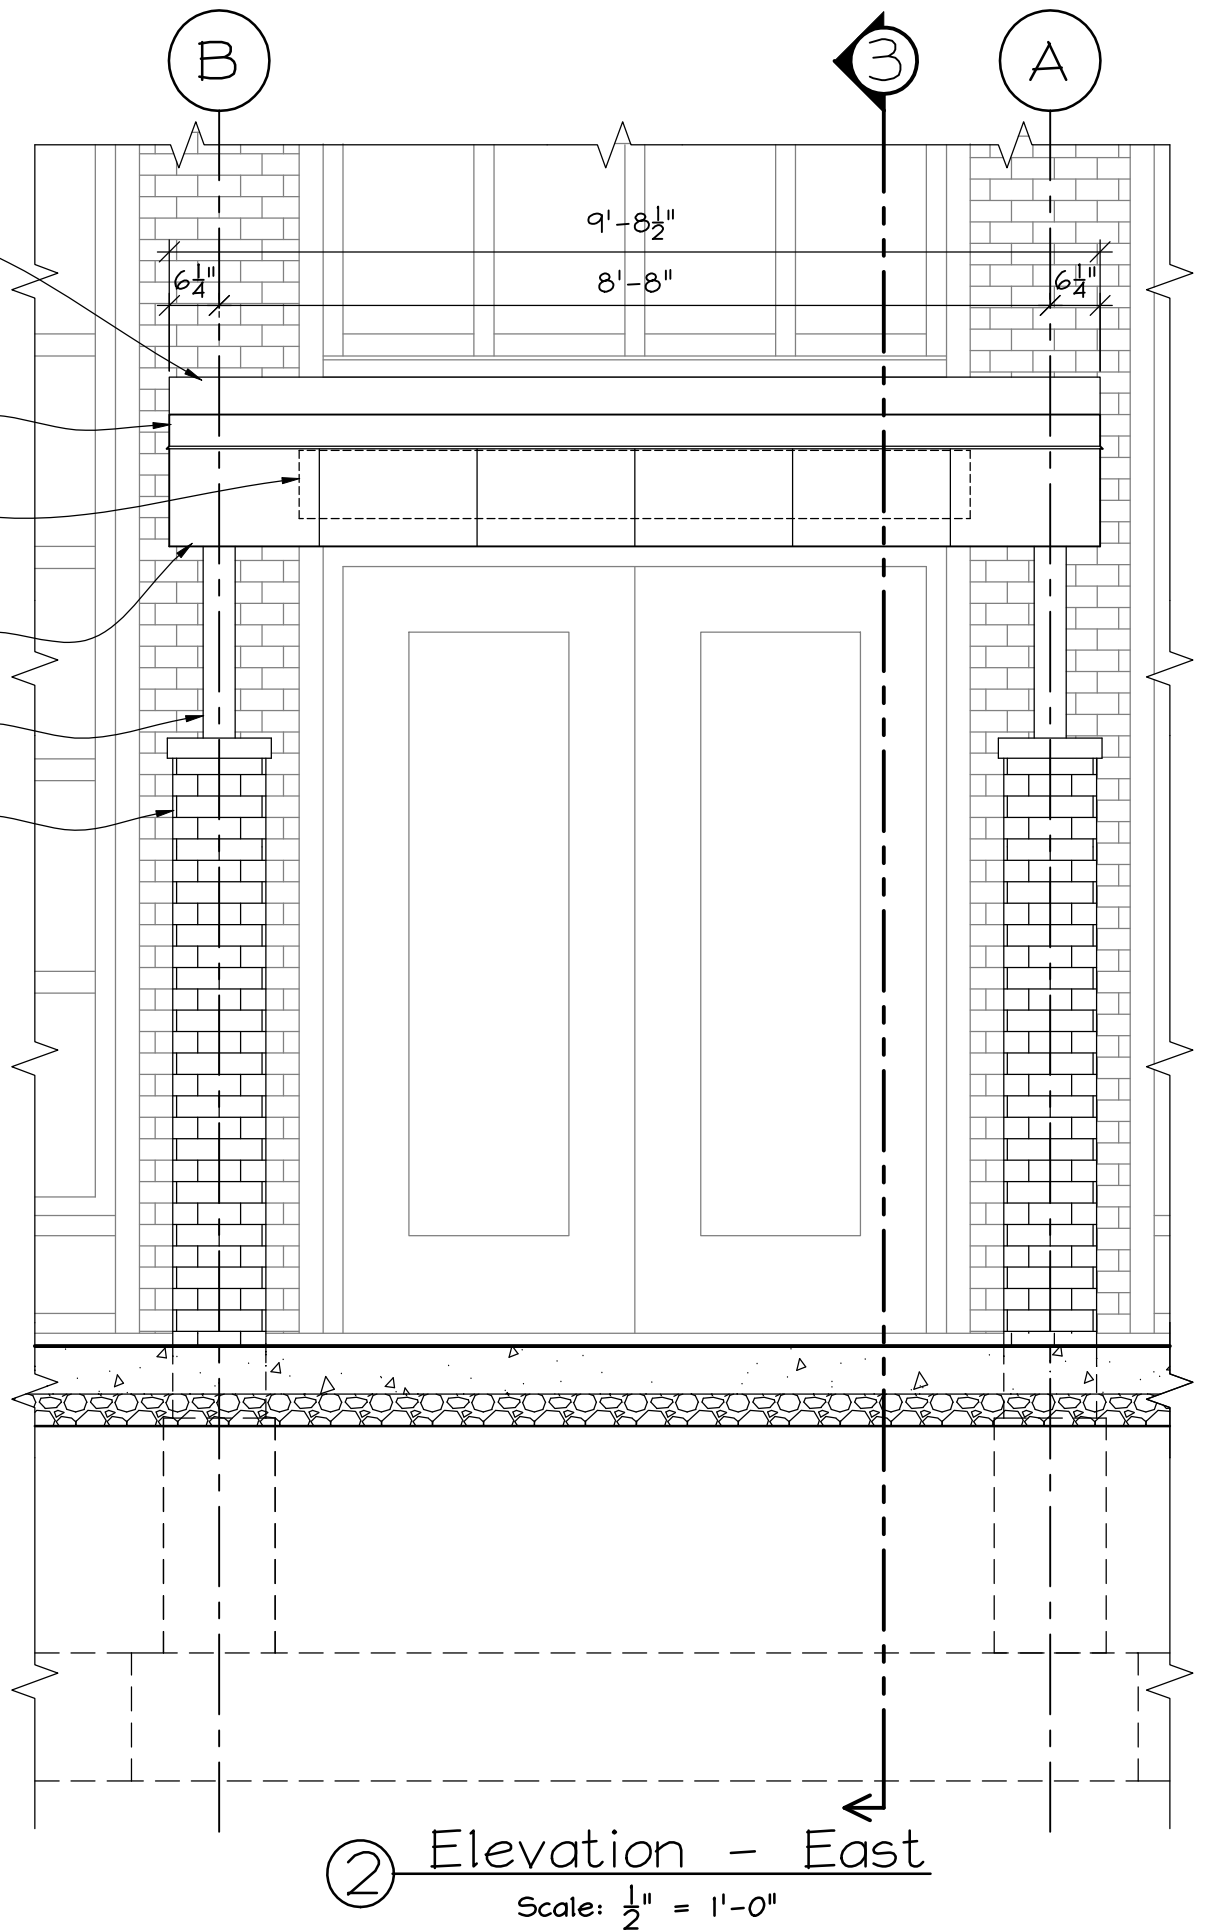 B 3 A
9'-8½"
6¼" 8'-8" 6¼"
2 Elevation - East
Scale: ½" = 1'-0"